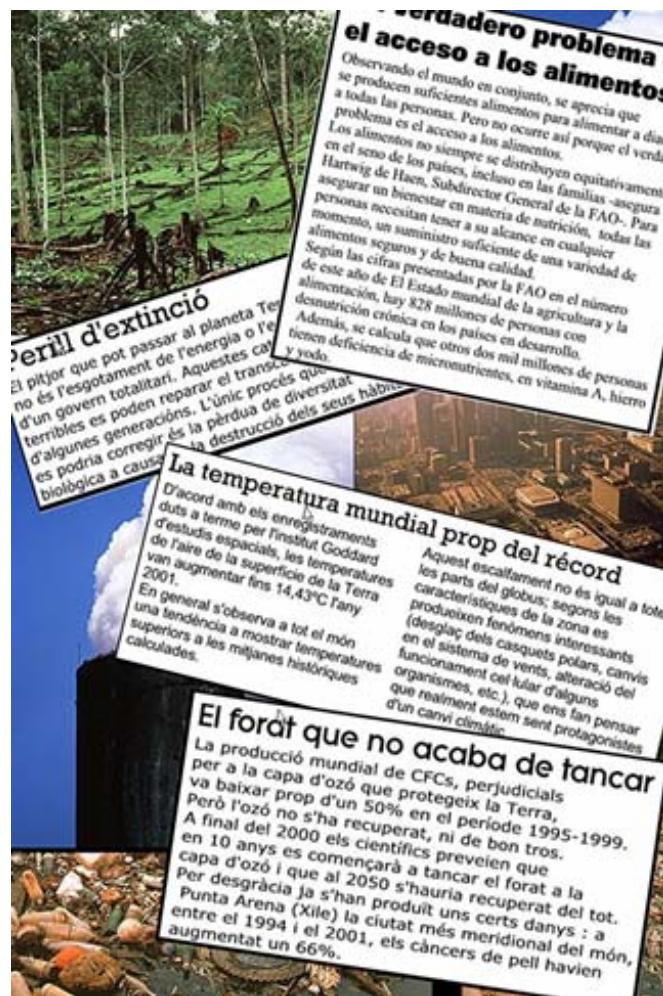 verdadero problema
el acceso a los alimentos
Observando el mundo en conjunto, se aprecia que
se producen suficientes alimentos para alimentar a
a todas las personas. Pero no ocurre así porque el
problema es el acceso a los alimentos.
Los alimentos no siempre se distribuyen equitativamen
en el seno de los países, incluso en las familias -asegura
Hartwig de Haen, Subdirector General de la FAO-. Para
asegurar un bienestar en materia de nutrición, todas las
personas necesitan tener a su alcance en cualquier
momento, un suministro suficiente de una variedad de
alimentos seguros y de buena calidad.
Según las cifras presentadas por la FAO en el número
de este año de El Estado mundial de la agricultura y la
alimentación, hay 828 millones de personas con
desnutrición crónica en los países en desarrollo.
Además, se calcula que otros dos mil millones de personas
tienen deficiencia de micronutrientes, en vitamina A, hierro
y yodo.
Perill d'extinció
El pitjor que pot passar al planeta
no és l'esgotament de l'energia o
d'un govern totalitari. Aquestes
terribles es poden reparar el
d'algunes generacións. L'únic procés que
es podria corregir és la pèrdua de diversitat
biològica a causa la destrucció dels seus
La temperatura mundial prop del récord
D'acord amb els enregistraments
duts a terme per l'institut Goddard
d'estudis espacials, les temperatures
de l'aire de la superfície de la Terra
van augmentar fins 14,43ºC l'any
2001.
En general s'observa a tot el món
una tendència a mostrar temperatures
superiors a les mitjanes històriques
calculades.
Aquest escalfament no és igual a
les parts del globus; segons les
característiques de la zona es
produeixen fenòmens interessants
(desglaç dels casquets polars, canvis
en el sistema de vents, alteració del
funcionament cel·lular d'alguns
organismes, etc.), que ens fan pensar
que realment estem sent protagonistes
d'un canvi climàtic
El forat que no acaba de tancar
La producció mundial de CFCs, perjudicials
per a la capa d'ozó que protegeix la Terra,
va baixar prop d'un 50% en el període 1995-1999.
Però l'ozó no s'ha recuperat, ni de bon tros.
A final del 2000 els científics preveien que
en 10 anys es començarà a tancar el forat a la
capa d'ozó i que al 2050 s'hauria recuperat del tot.
Per desgràcia ja s'han produït uns certs danys : a
Punta Arena (Xile) la ciutat més meridional del món,
entre el 1994 i el 2001, els càncers de pell havien
augmentat un 66%.